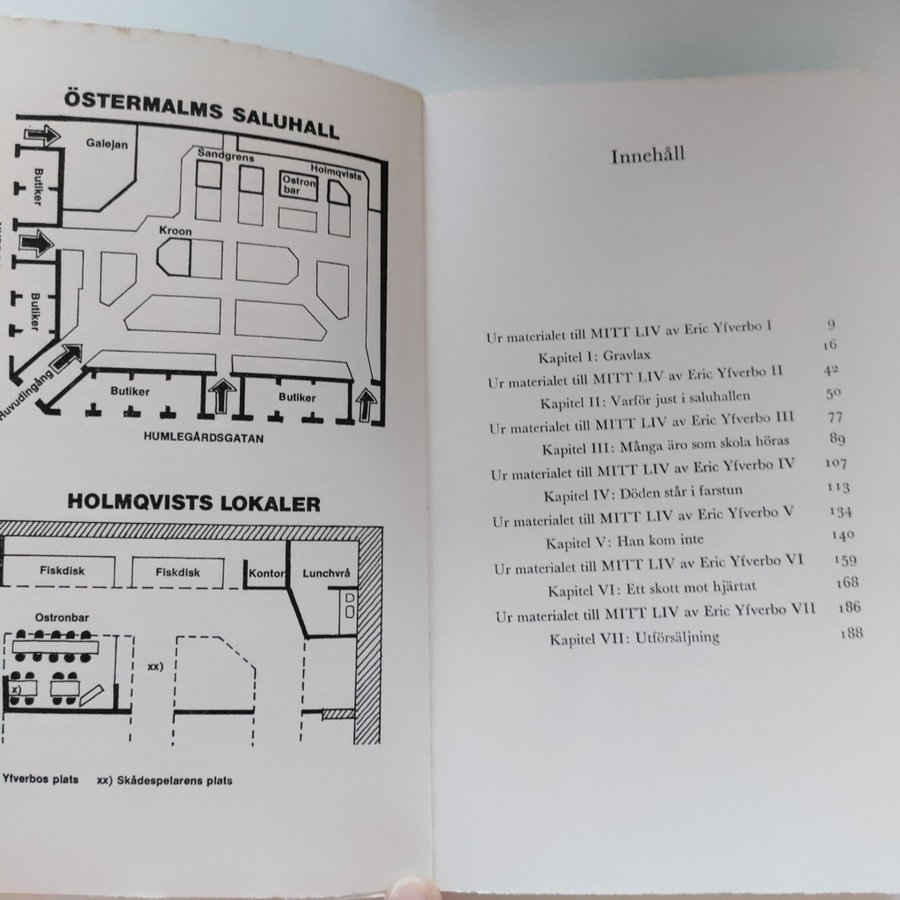 ÖSTERMALMS SALUHALL
Galejan
Sandgrens
Holmqvists
Ostron
bar
Butiker
Kroon
Butiker
Huvudingång
Butiker
Butiker
HUMLEGÅRDSGATAN
HOLMQVISTS LOKALER
Fiskdisk
Fiskdisk
Kontor
Lunchvrå
Ostronbar
xx)
x)
Yfverbos plats xx) Skådespelarens plats
Innehåll
Ur materialet till MITT LIV av Eric Yfverbo I 9
Kapitel I: Gravlax 16
Ur materialet till MITT LIV av Eric Yfverbo II 42
Kapitel II: Varför just i saluhallen 50
Ur materialet till MITT LIV av Eric Yfverbo III 77
Kapitel III: Många äro som skola höras 89
Ur materialet till MITT LIV av Eric Yfverbo IV 107
Kapitel IV: Döden står i farstun 113
Ur materialet till MITT LIV av Eric Yfverbo V 134
Kapitel V: Han kom inte 140
Ur materialet till MITT LIV av Eric Yfverbo VI 159
Kapitel VI: Ett skott mot hjärtat 168
Ur materialet till MITT LIV av Eric Yfverbo VII 186
Kapitel VII: Utförsäljning 188